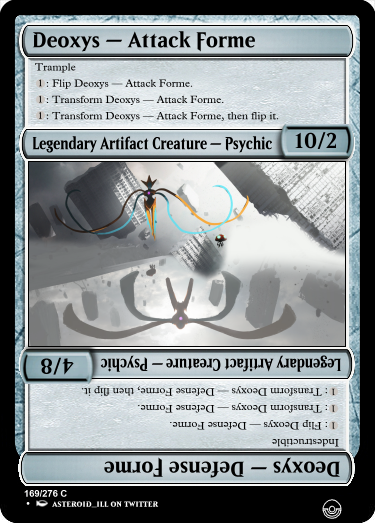 Deoxys — Attack Forme
Trample
1: Flip Deoxys — Attack Forme.
1: Transform Deoxys — Attack Forme.
1: Transform Deoxys — Attack Forme, then flip it.
Legendary Artifact Creature — Psychic 10/2
Deoxys — Defense Forme
Indestructible
1: Flip Deoxys — Defense Forme.
1: Transform Deoxys — Defense Forme.
1: Transform Deoxys — Defense Forme, then flip it.
Legendary Artifact Creature — Psychic 4/8
169/276 C
• ASTEROID_ILL ON TWITTER